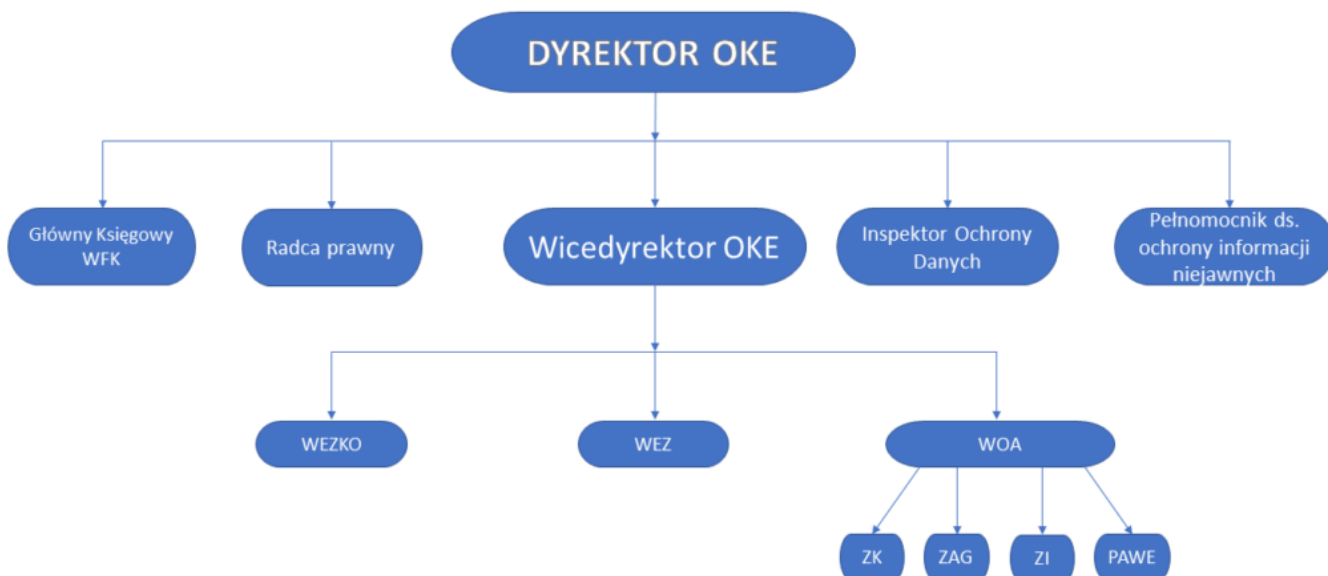 DYREKTOR OKE
Główny Księgowy
WFK
Radca prawny
Wicedyrektor OKE
Inspektor Ochrony
Danych
Pełnomocnik ds.
ochrony informacji
niejawnych
WEZKO
WEZ
WOA
ZK
ZAG
ZI
PAWE